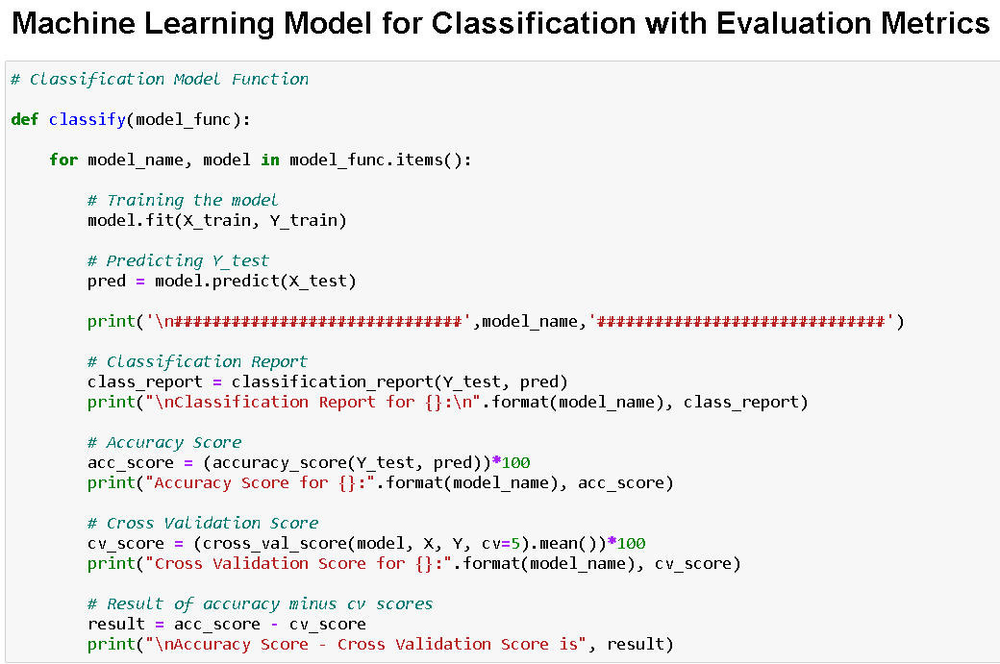 Machine Learning Model for Classification with Evaluation Metrics
# Classification Model Function
def classify(model_func):
for model_name, model in model_func.items():
# Training the model
model.fit(X_train, Y_train)
# Predicting Y_test
pred = model.predict(X_test)
print('\n##############################',model_name,'##############################')
# Classification Report
class_report = classification_report(Y_test, pred)
print("\nClassification Report for {}:\n".format(model_name), class_report)
# Accuracy Score
acc_score = (accuracy_score(Y_test, pred))*100
print("Accuracy Score for {}:".format(model_name), acc_score)
# Cross Validation Score
cv_score = (cross_val_score(model, X, Y, cv=5).mean())*100
print("Cross Validation Score for {}:".format(model_name), cv_score)
# Result of accuracy minus cv scores
result = acc_score - cv_score
print("\nAccuracy Score - Cross Validation Score is", result)